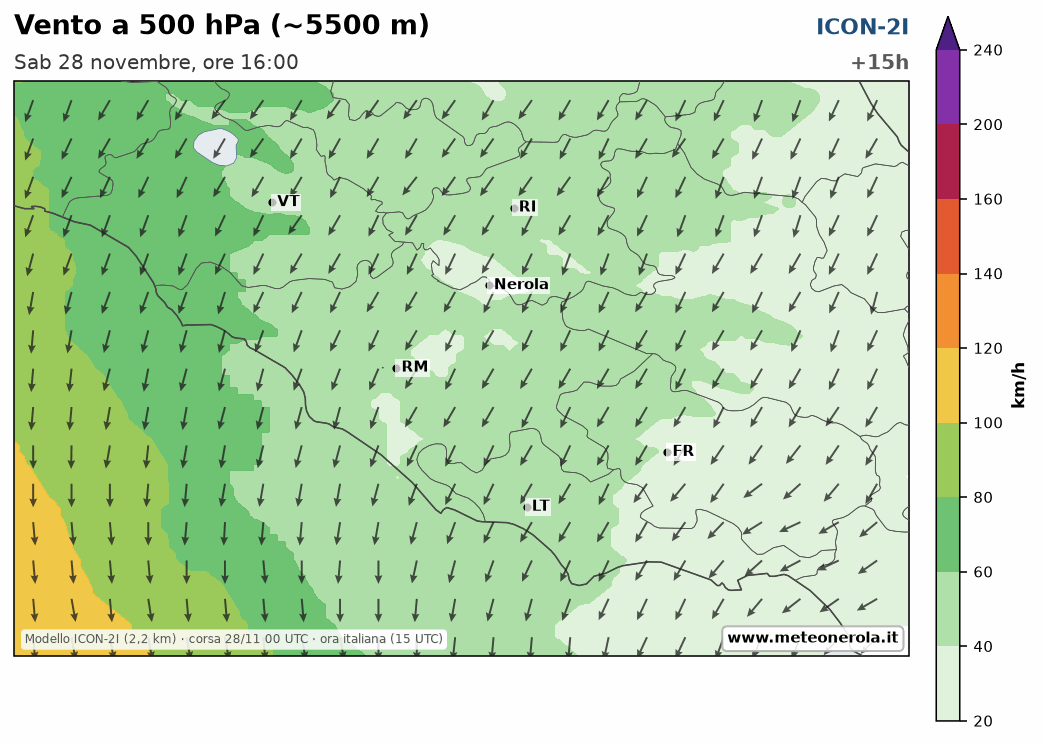 Vento a 500 hPa (~5500 m)
ICON-2I
Sab 28 novembre, ore 16:00
+15h
VT
RI
Nerola
RM
FR
LT
Modello ICON-2I (2,2 km) · corsa 28/11 00 UTC · ora italiana (15 UTC)
www.meteonerola.it
240
200
160
140
120
100
80
60
40
20
km/h